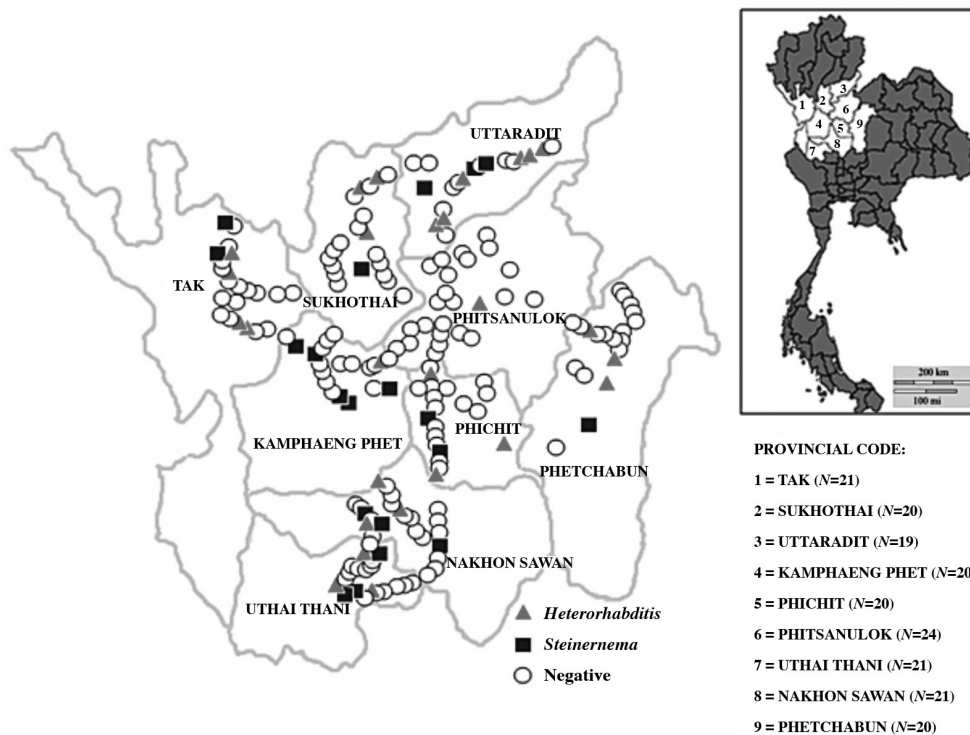 UTTARADIT
TAK
SUKHOTHAI
PHITSANULOK
KAMPHAENG PHET
PHICHIT
PHETCHABUN
NAKHON SAWAN
UTHAI THANI
Heterorhabditis
Steinernema
Negative
1
2
3
4
5
6
7
8
9
200 km
100 mi
PROVINCIAL CODE:
1 = TAK (N=21)
2 = SUKHOTHAI (N=20)
3 = UTTARADIT (N=19)
4 = KAMPHAENG PHET (N=20
5 = PHICHIT (N=20)
6 = PHITSANULOK (N=24)
7 = UTHAI THANI (N=21)
8 = NAKHON SAWAN (N=21)
9 = PHETCHABUN (N=20)